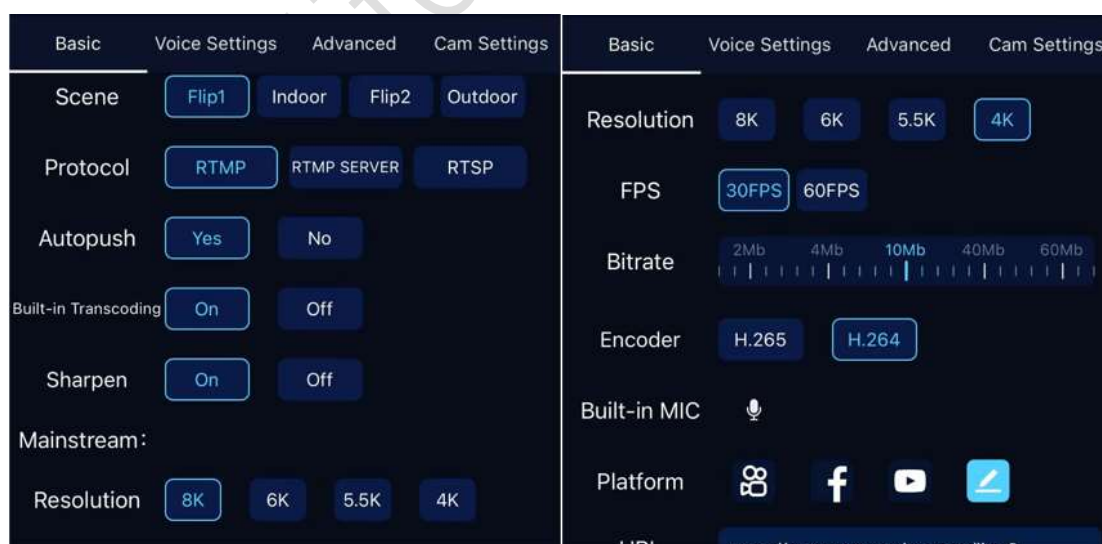 Basic Voice Settings Advanced Cam Settings
Scene Flip1 Indoor Flip2 Outdoor
Protocol RTMP RTMP SERVER RTSP
Autopush Yes No
Built-in Transcoding On Off
Sharpen On Off
Mainstream:
Resolution 8K 6K 5.5K 4K
Basic Voice Settings Advanced Cam Settings
Resolution 8K 6K 5.5K 4K
FPS 30FPS 60FPS
Bitrate 2Mb 4Mb 10Mb 40Mb 60Mb
Encoder H.265 H.264
Built-in MIC
Platform